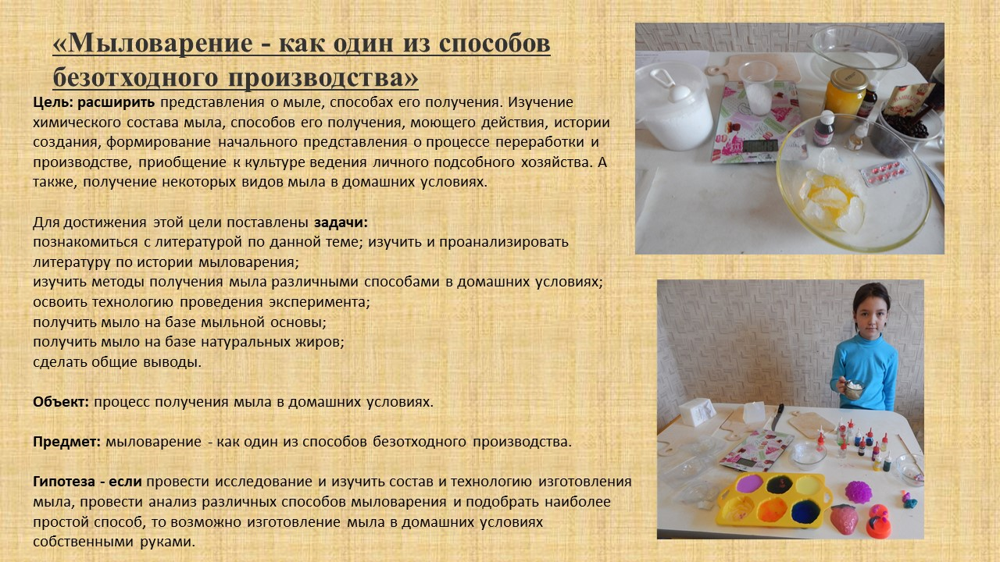 «Мыловарение - как один из способов
безотходного производства»
Цель: расширить представления о мыле, способах его получения. Изучение
химического состава мыла, способов его получения, моющего действия, истории
создания, формирование начального представления о процессе переработки и
производстве, приобщение к культуре ведения личного подсобного хозяйства. А
также, получение некоторых видов мыла в домашних условиях.
Для достижения этой цели поставлены задачи:
познакомиться с литературой по данной теме; изучить и проанализировать
литературу по истории мыловарения;
изучить методы получения мыла различными способами в домашних условиях;
освоить технологию проведения эксперимента;
получить мыло на базе мыльной основы;
получить мыло на базе натуральных жиров;
сделать общие выводы.
Объект: процесс получения мыла в домашних условиях.
Предмет: мыловарение - как один из способов безотходного производства.
Гипотеза - если провести исследование и изучить состав и технологию изготовления
мыла, провести анализ различных способов мыловарения и подобрать наиболее
простой способ, то возможно изготовление мыла в домашних условиях
собственными руками.